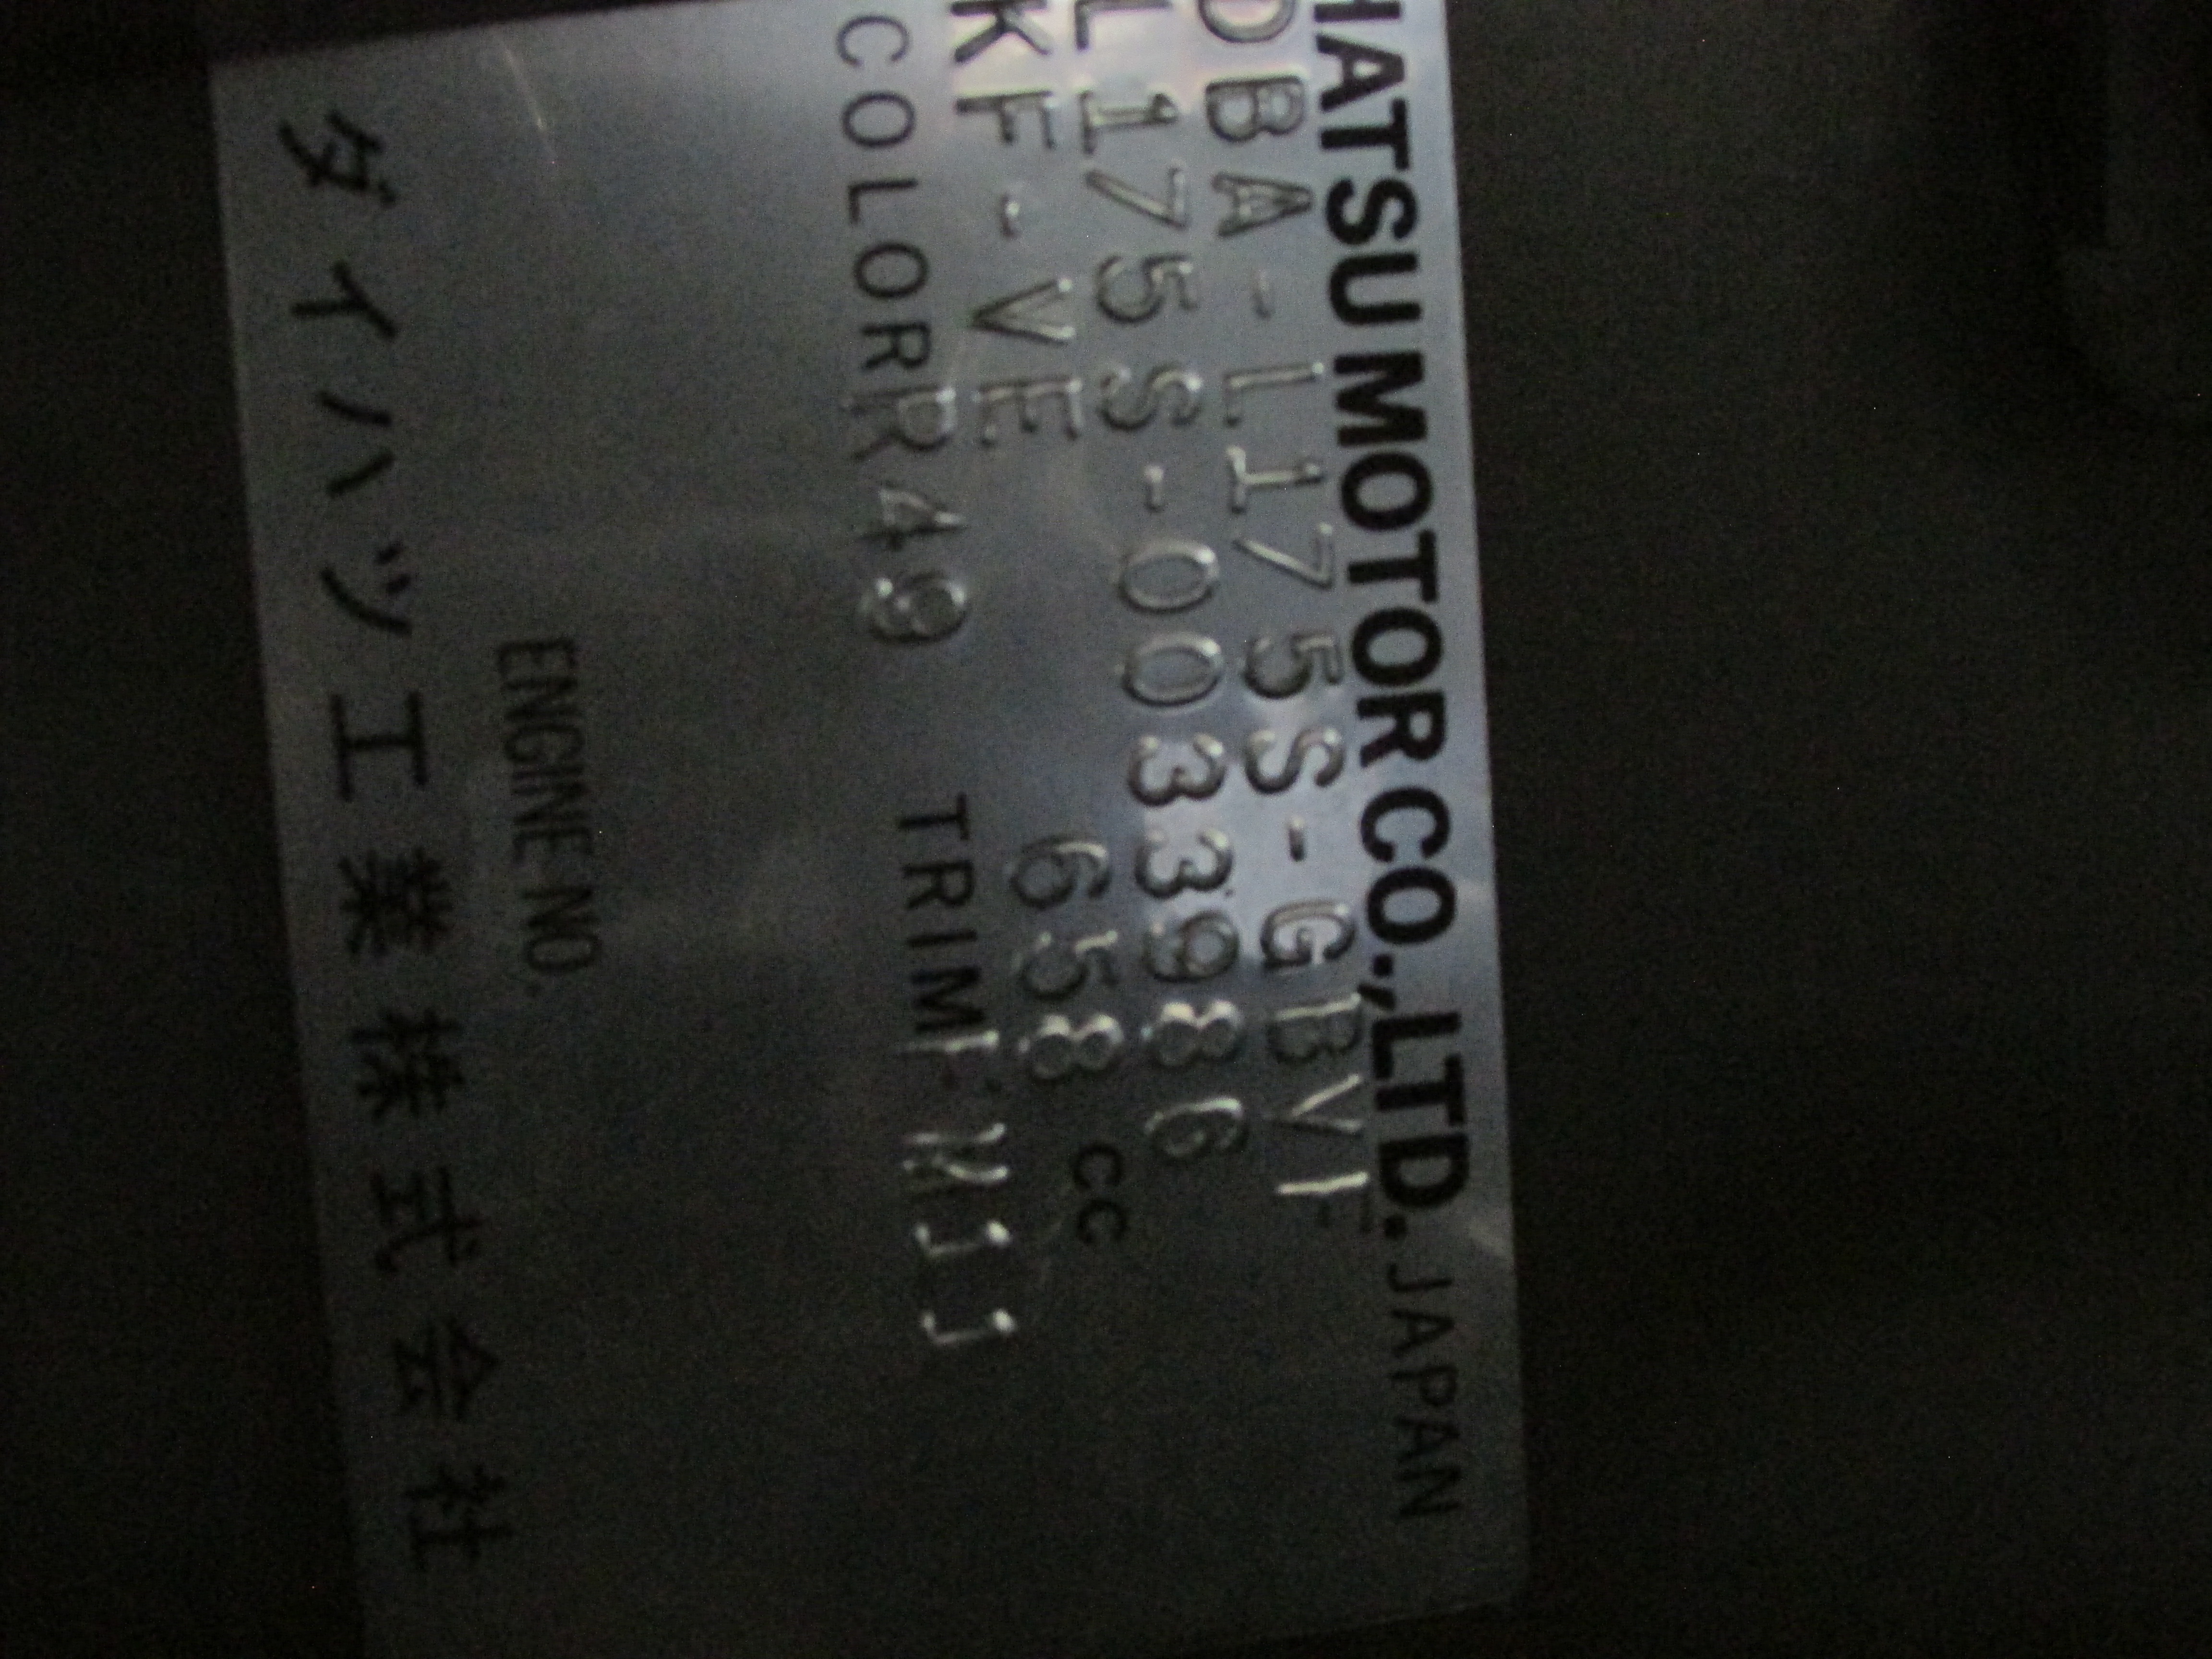 HATSU MOTOR CO., LTD. JAPAN
DBA-L175S-GBVF
L175S-0033986
KF-VE 658 cc
COLOR R49 TRIM
ENGINE NO.
ダイハツ工業株式会社